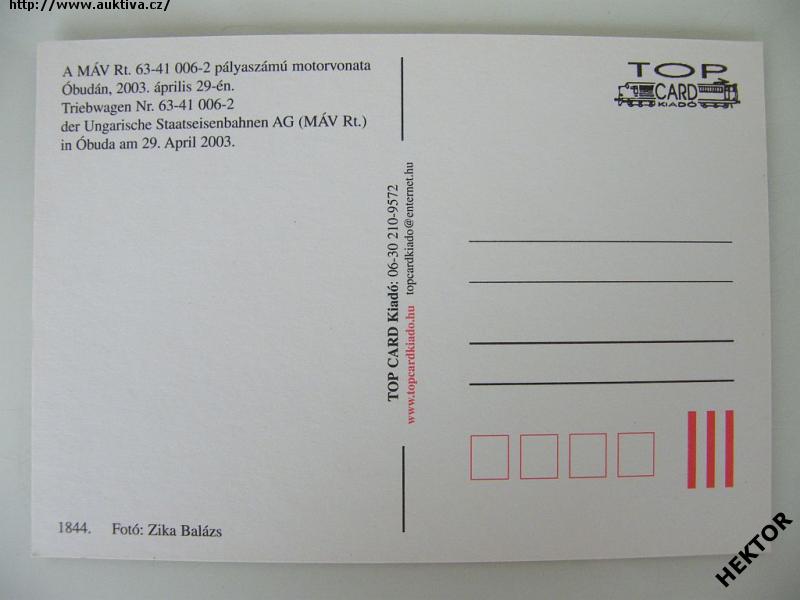 http://www.auktiva.cz/
A MÁV Rt. 63-41 006-2 pályaszámú motorvonata
Óbudán, 2003. április 29-én.
Triebwagen Nr. 63-41 006-2
der Ungarische Staatseisenbahnen AG (MÁV Rt.)
in Óbuda am 29. April 2003.
TOP
CARD
KIADÓ
TOP CARD Kiadó: 06-30 210-9572
www.topcardkiado.hu topcardkiado@enternet.hu
1844. Fotó: Zika Balázs
HEKTOR